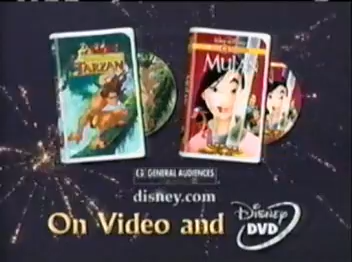 TARZAN
MULAN
G GENERAL AUDIENCES
disney.com
On Video and Disney DVD